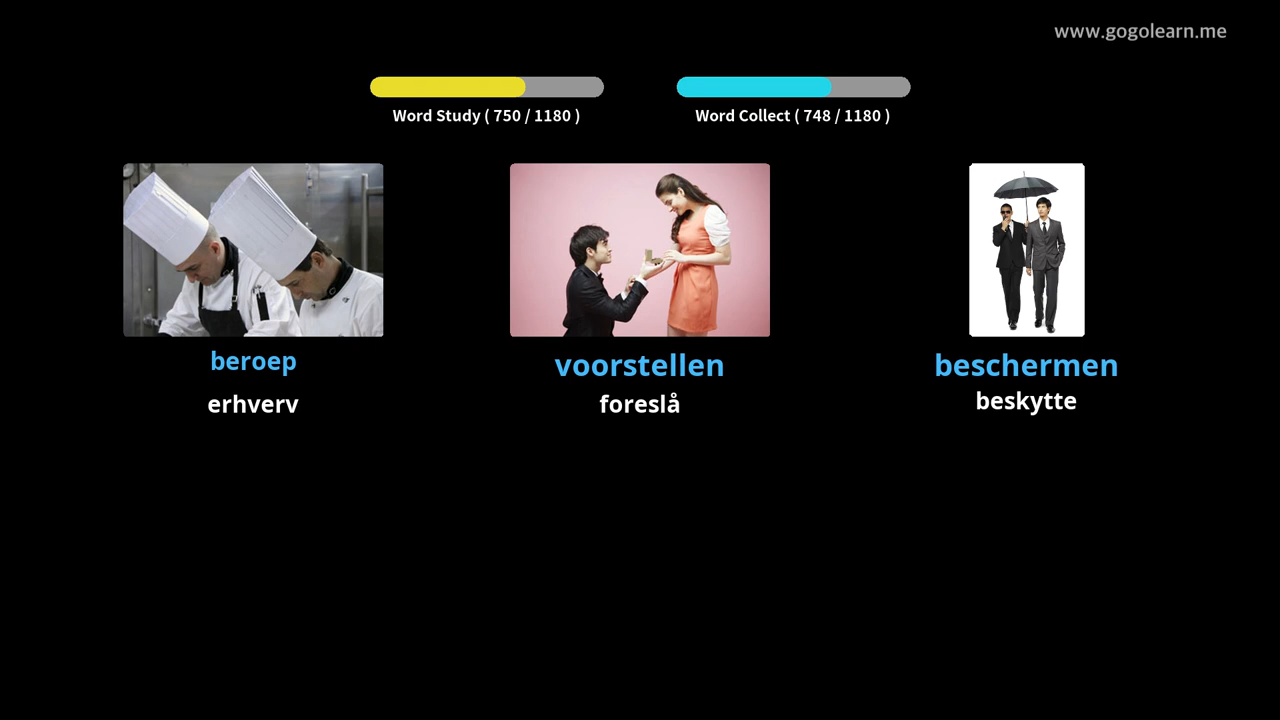 www.gogolearn.me
Word Study ( 750 / 1180 )
Word Collect ( 748 / 1180 )
beroep
voorstellen
beschermen
erhverv
foreslå
beskytte